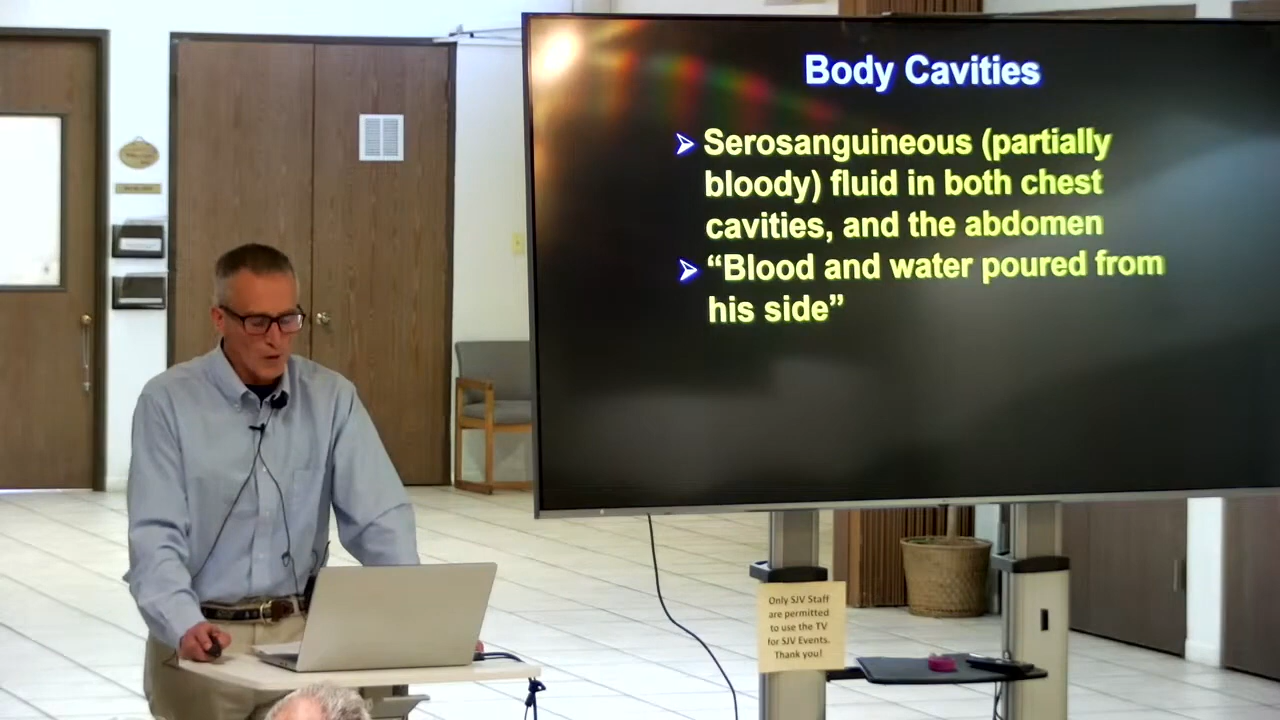 Body Cavities
Serosanguineous (partially
bloody) fluid in both chest
cavities, and the abdomen
“Blood and water poured from
his side”
Only SJV Staff
are permitted
to use the TV
for SJV Events.
Thank you!